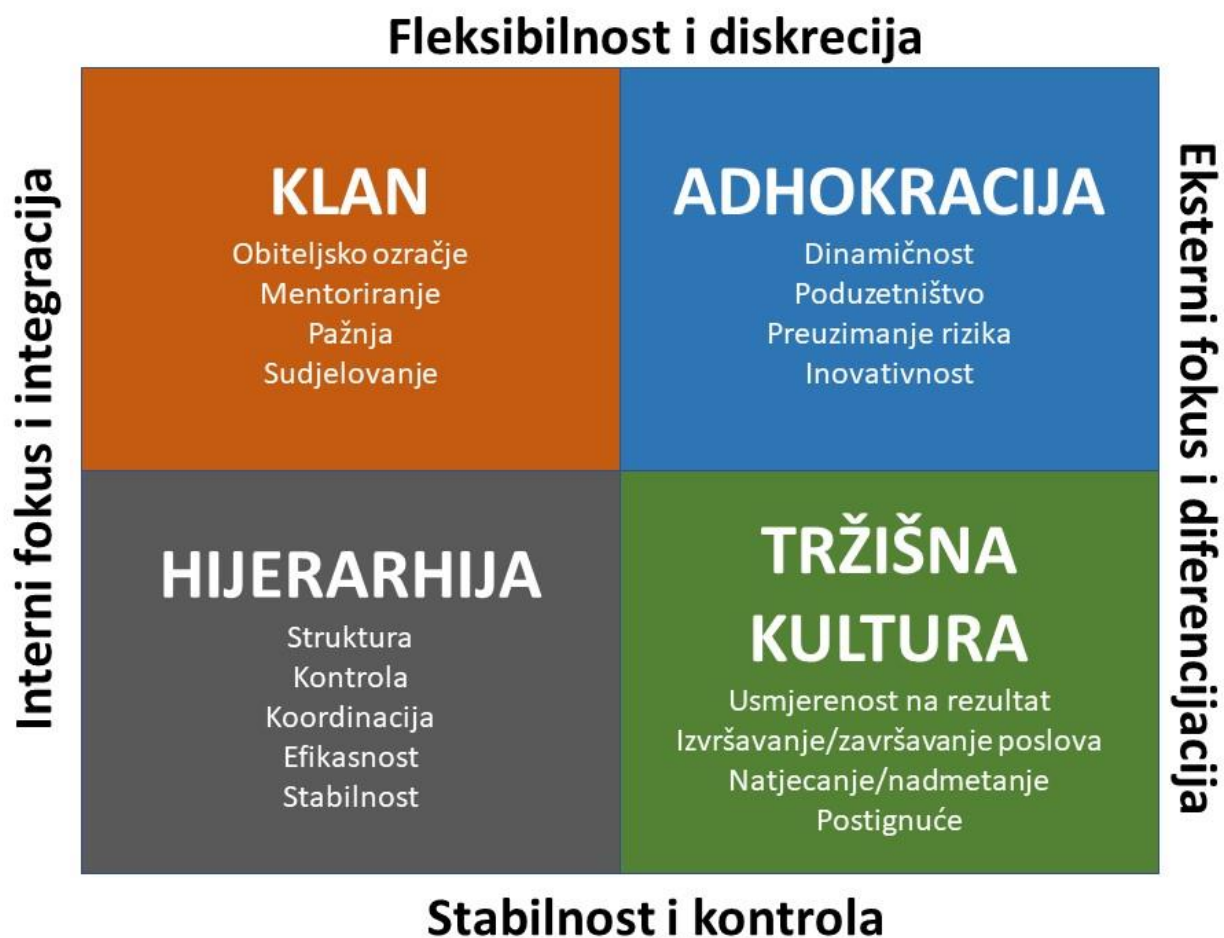 Fleksibilnost i diskrecija
Interni fokus i integracija
KLAN
Obiteljsko ozračje
Mentoriranje
Pažnja
Sudjelovanje
ADHOKRACIJA
Dinamičnost
Poduzetništvo
Preuzimanje rizika
Inovativnost
Eksterni fokus i diferencijacija
HIJERARHIJA
Struktura
Kontrola
Koordinacija
Efikasnost
Stabilnost
TRŽIŠNA
KULTURA
Usmjerenost na rezultat
Izvršavanje/završavanje poslova
Natjecanje/nadmetanje
Postignuće
Stabilnost i kontrola